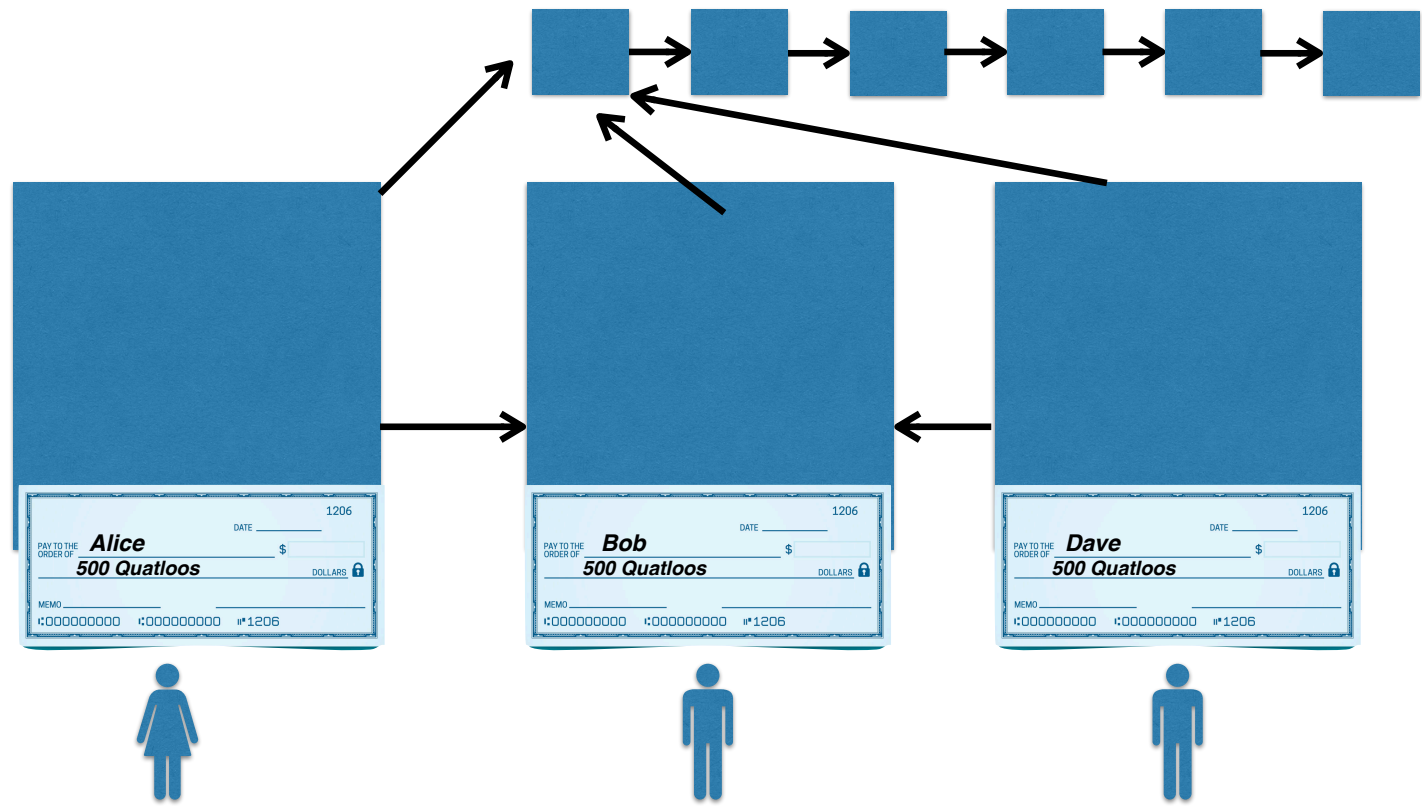 1206
DATE
PAY TO THE
ORDER OF Alice $
500 Quatloos DOLLARS
MEMO
⑆000000000 ⑆000000000 ⑈1206
1206
DATE
PAY TO THE
ORDER OF Bob $
500 Quatloos DOLLARS
MEMO
⑆000000000 ⑆000000000 ⑈1206
1206
DATE
PAY TO THE
ORDER OF Dave $
500 Quatloos DOLLARS
MEMO
⑆000000000 ⑆000000000 ⑈1206